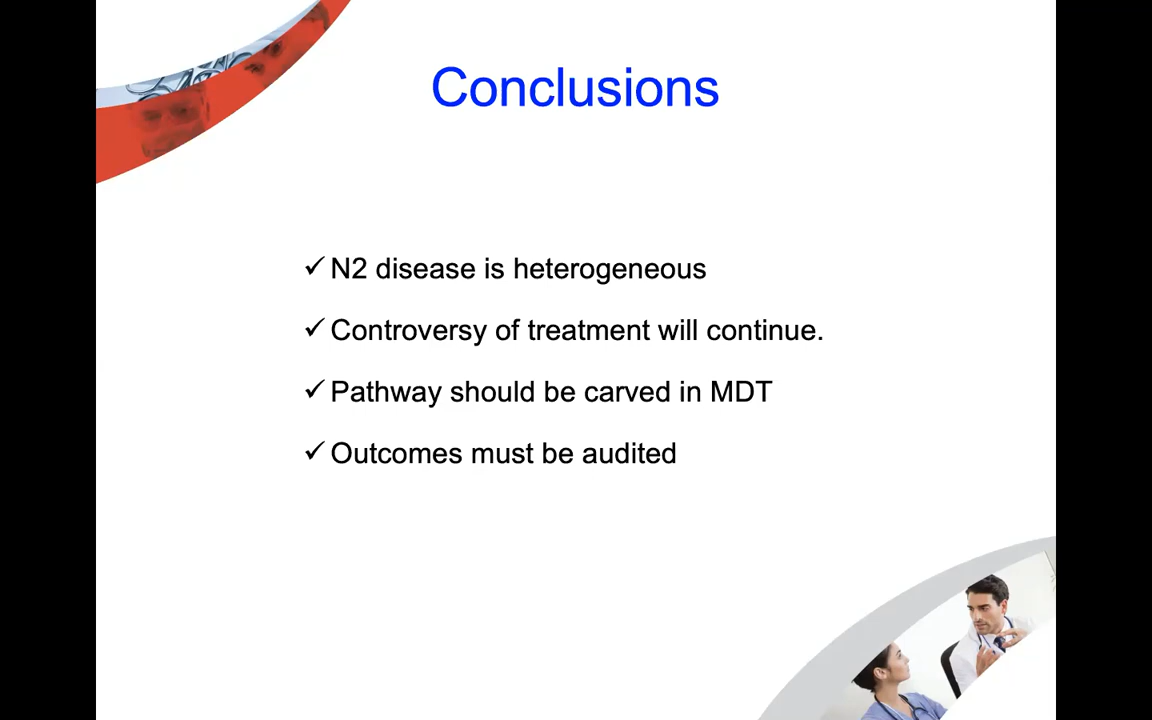 Conclusions
✓ N2 disease is heterogeneous
✓ Controversy of treatment will continue.
✓ Pathway should be carved in MDT
✓ Outcomes must be audited